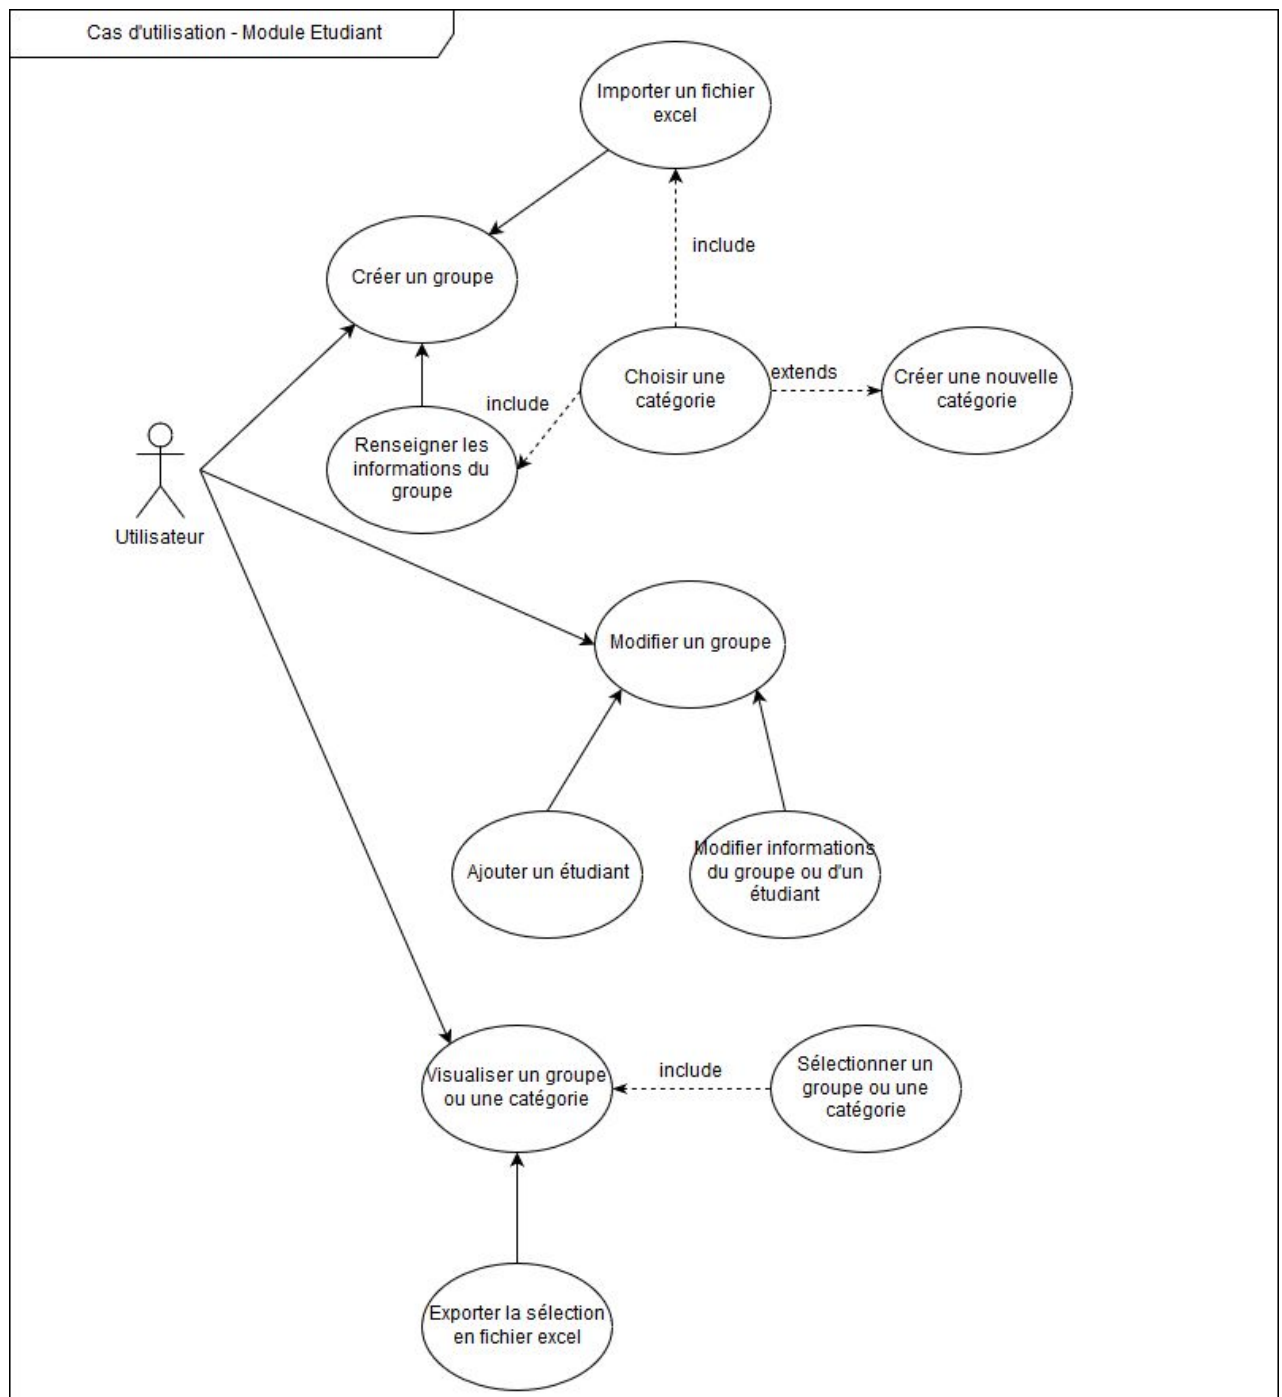 Cas d'utilisation - Module Etudiant
Importer un fichier
excel
include
Créer un groupe
Choisir une
catégorie
extends
Créer une nouvelle
catégorie
include
Renseigner les
informations du
groupe
Utilisateur
Modifier un groupe
Ajouter un étudiant
Modifier informations
du groupe ou d'un
étudiant
Visualiser un groupe
ou une catégorie
include
Sélectionner un
groupe ou une
catégorie
Exporter la sélection
en fichier excel